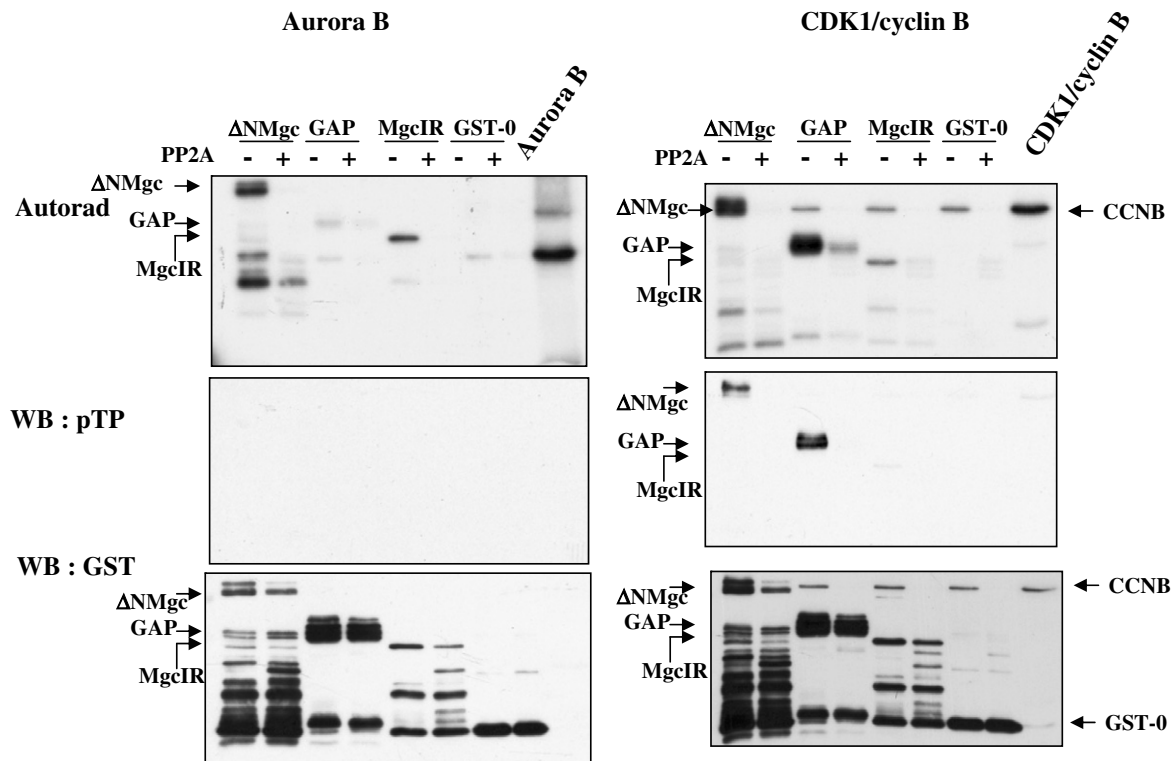 Aurora B
CDK1/cyclin B
ΔNMgc GAP MgcIR GST-0 Aurora B
PP2A - + - + - + - +
Autorad
ΔNMgc
GAP
MgcIR
ΔNMgc GAP MgcIR GST-0 CDK1/cyclin B
PP2A - + - + - + - +
ΔNMgc
GAP
MgcIR
CCNB
WB : pTP
ΔNMgc
GAP
MgcIR
WB : GST
ΔNMgc
GAP
MgcIR
ΔNMgc
GAP
MgcIR
CCNB
GST-0